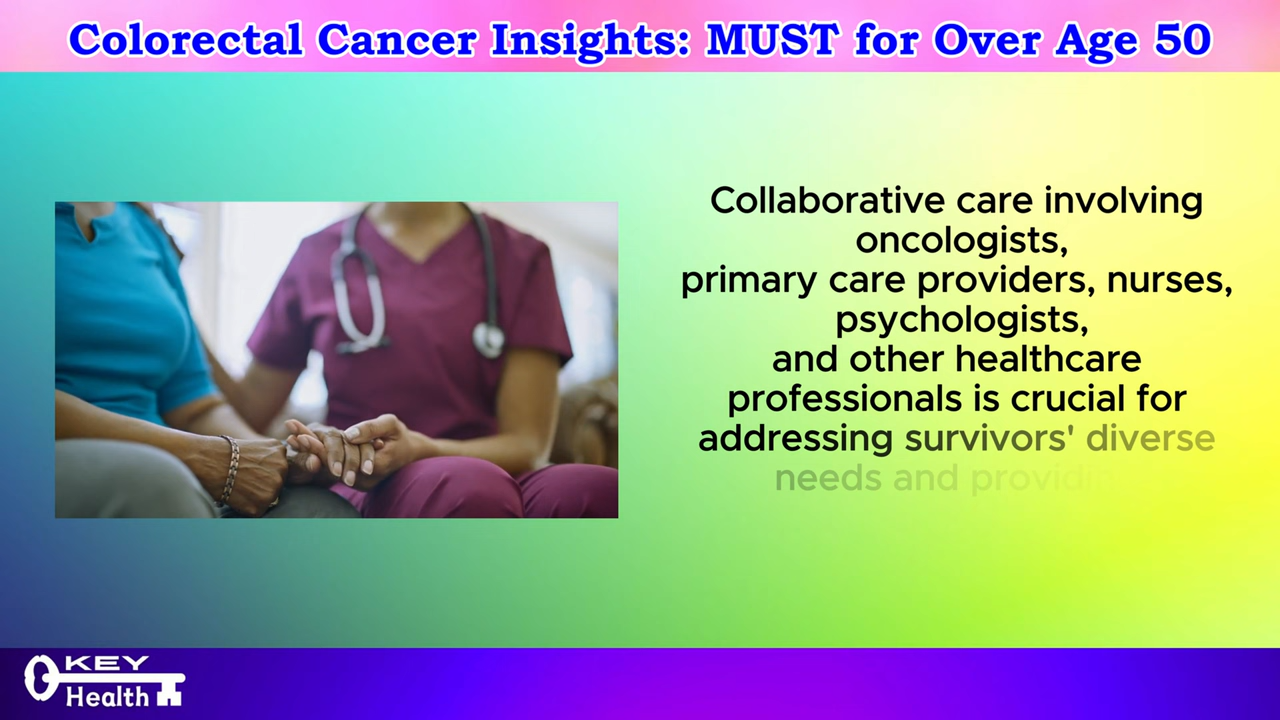 Colorectal Cancer Insights: MUST for Over Age 50
Collaborative care involving
oncologists,
primary care providers, nurses,
psychologists,
and other healthcare
professionals is crucial for
addressing survivors' diverse
needs and
KEY
Health